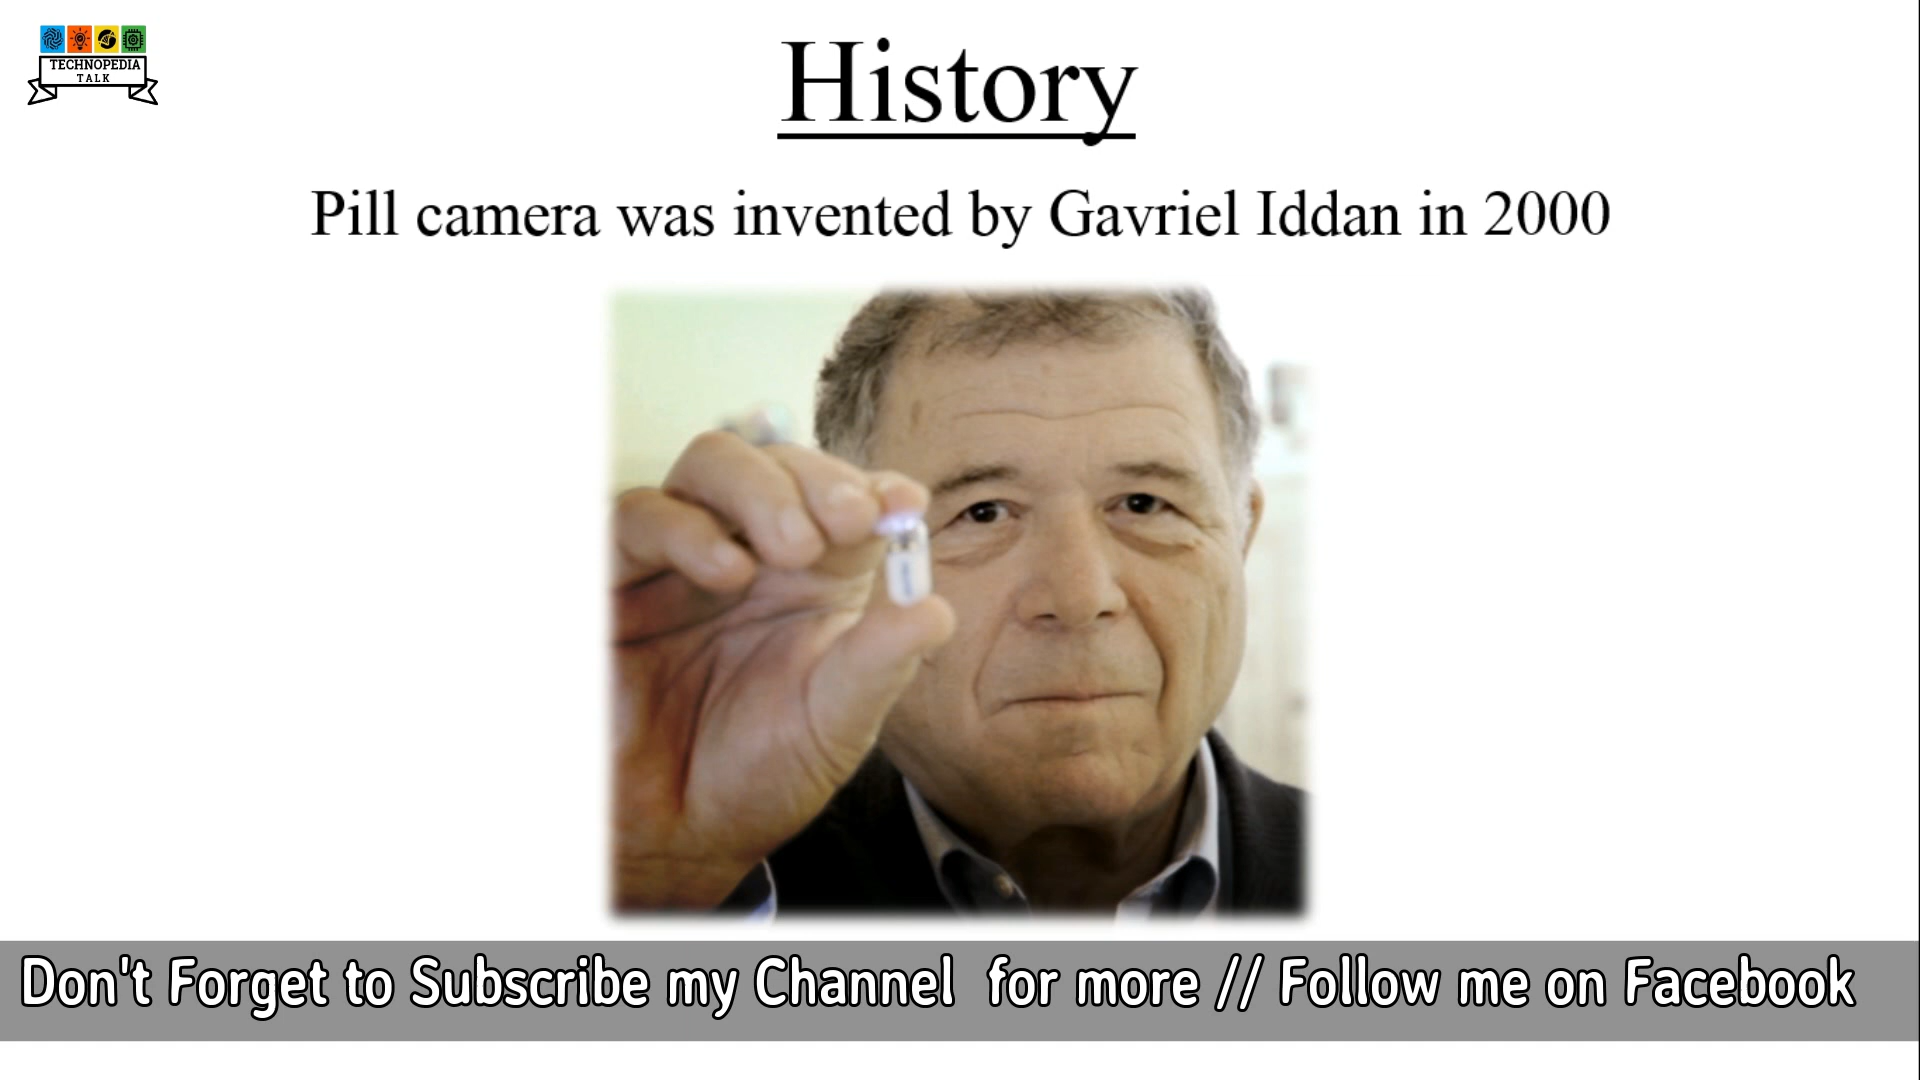 TECHNOPEDIA
TALK
History
Pill camera was invented by Gavriel Iddan in 2000
Don't Forget to Subscribe my Channel  for more // Follow me on Facebook